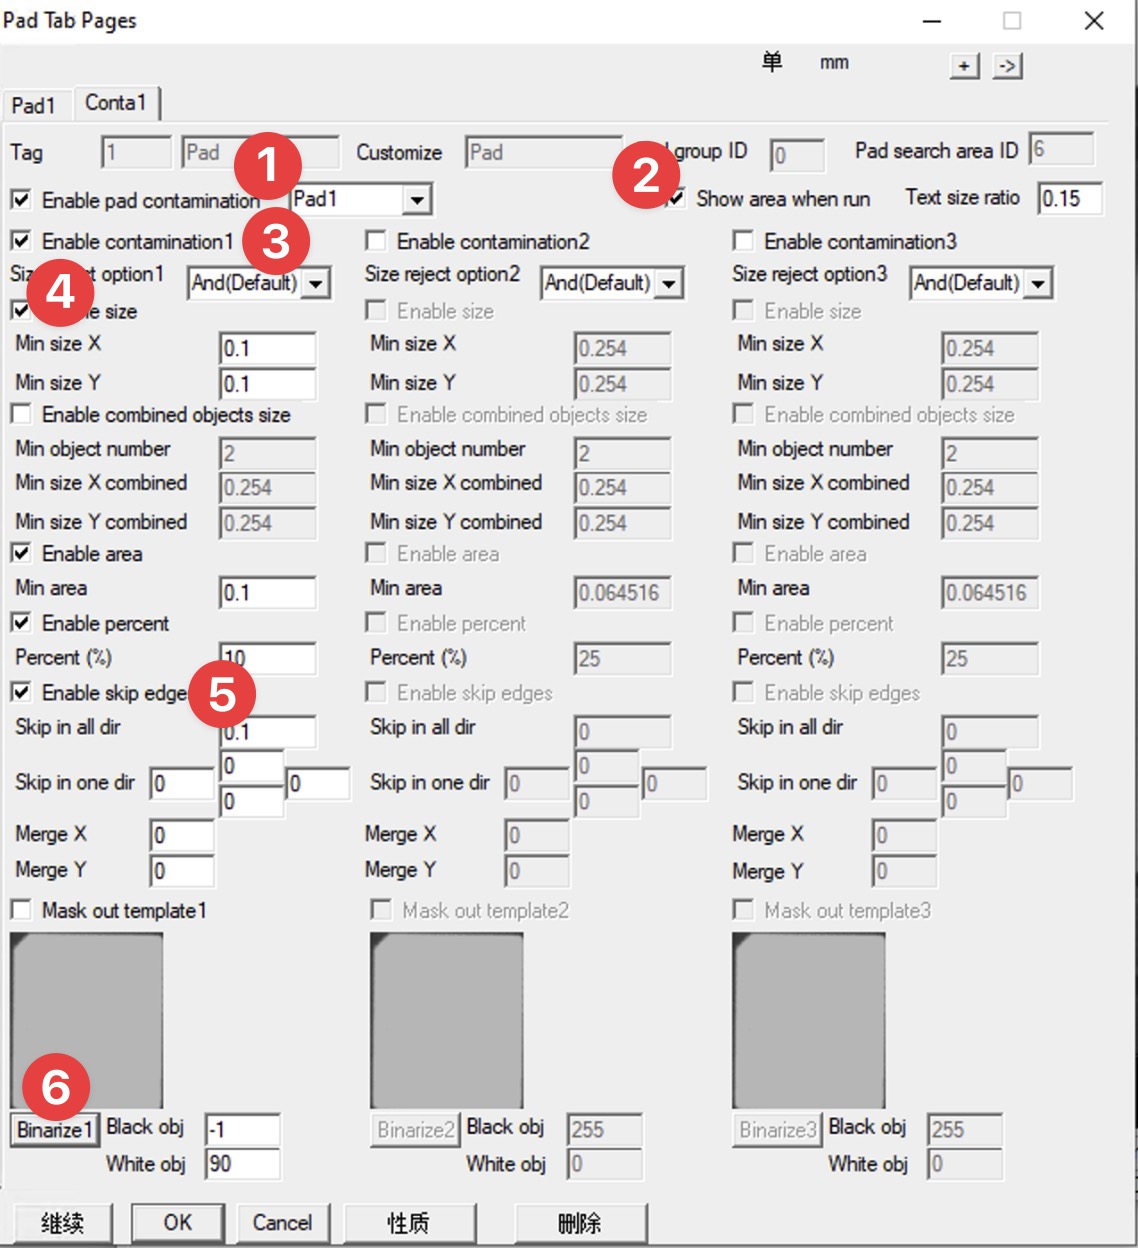 Pad Tab Pages
单 mm + ->
Pad1 Conta1
Tag 1 Pad Customize Pad group ID 0 Pad search area ID 6
1 2
Enable pad contamination Pad1 Show area when run Text size ratio 0.15
Enable contamination1 3 Enable contamination2 Enable contamination3
option1 And(Default) Size reject option2 And(Default) Size reject option3 And(Default)
4 size Enable size Enable size
Min size X 0.1 Min size X 0.254 Min size X 0.254
Min size Y 0.1 Min size Y 0.254 Min size Y 0.254
Enable combined objects size Enable combined objects size Enable combined objects size
Min object number 2 Min object number 2 Min object number 2
Min size X combined 0.254 Min size X combined 0.254 Min size X combined 0.254
Min size Y combined 0.254 Min size Y combined 0.254 Min size Y combined 0.254
Enable area Enable area Enable area
Min area 0.1 Min area 0.064516 Min area 0.064516
Enable percent Enable percent Enable percent
Percent (%) 10 Percent (%) 25 Percent (%) 25
Enable skip edges 5 Enable skip edges Enable skip edges
Skip in all dir 0.1 Skip in all dir 0 Skip in all dir 0
0 0 0
Skip in one dir 0 0 Skip in one dir 0 0 Skip in one dir 0 0
0 0 0
Merge X 0 Merge X 0 Merge X 0
Merge Y 0 Merge Y 0 Merge Y 0
Mask out template1 Mask out template2 Mask out template3
6
Binarize1 Black obj -1 Binarize2 Black obj 255 Binarize3 Black obj 255
White obj 90 White obj 0 White obj 0
继续 OK Cancel 性质 删除